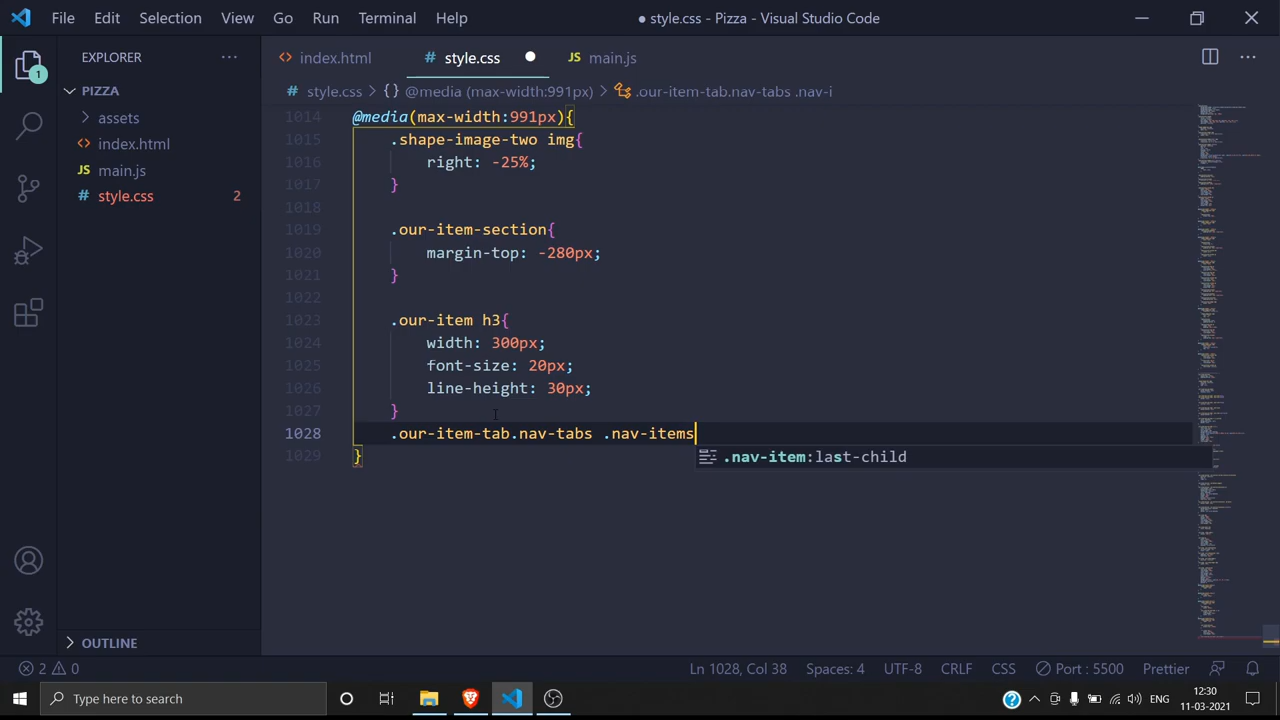 File Edit Selection View Go Run Terminal Help
● style.css - Pizza - Visual Studio Code
EXPLORER
index.html
# style.css
JS main.js
1
PIZZA
# style.css > {} @media (max-width:991px) > .our-item-tab.nav-tabs .nav-i
assets
index.html
JS main.js
# style.css 2
1014 @media(max-width:991px){
1015 .shape-image-two img{
1016 right: -25%;
1017 }
1018
1019 .our-item-section{
1020 margin-top: -280px;
1021 }
1022
1023 .our-item h3{
1024 width: 300px;
1025 font-size: 20px;
1026 line-height: 30px;
1027 }
1028 .our-item-tab.nav-tabs .nav-items
1029 }
.nav-item:last-child
OUTLINE
2 0
Ln 1028, Col 38 Spaces: 4 UTF-8 CRLF CSS Port : 5500 Prettier
Type here to search
ENG
12:30
11-03-2021